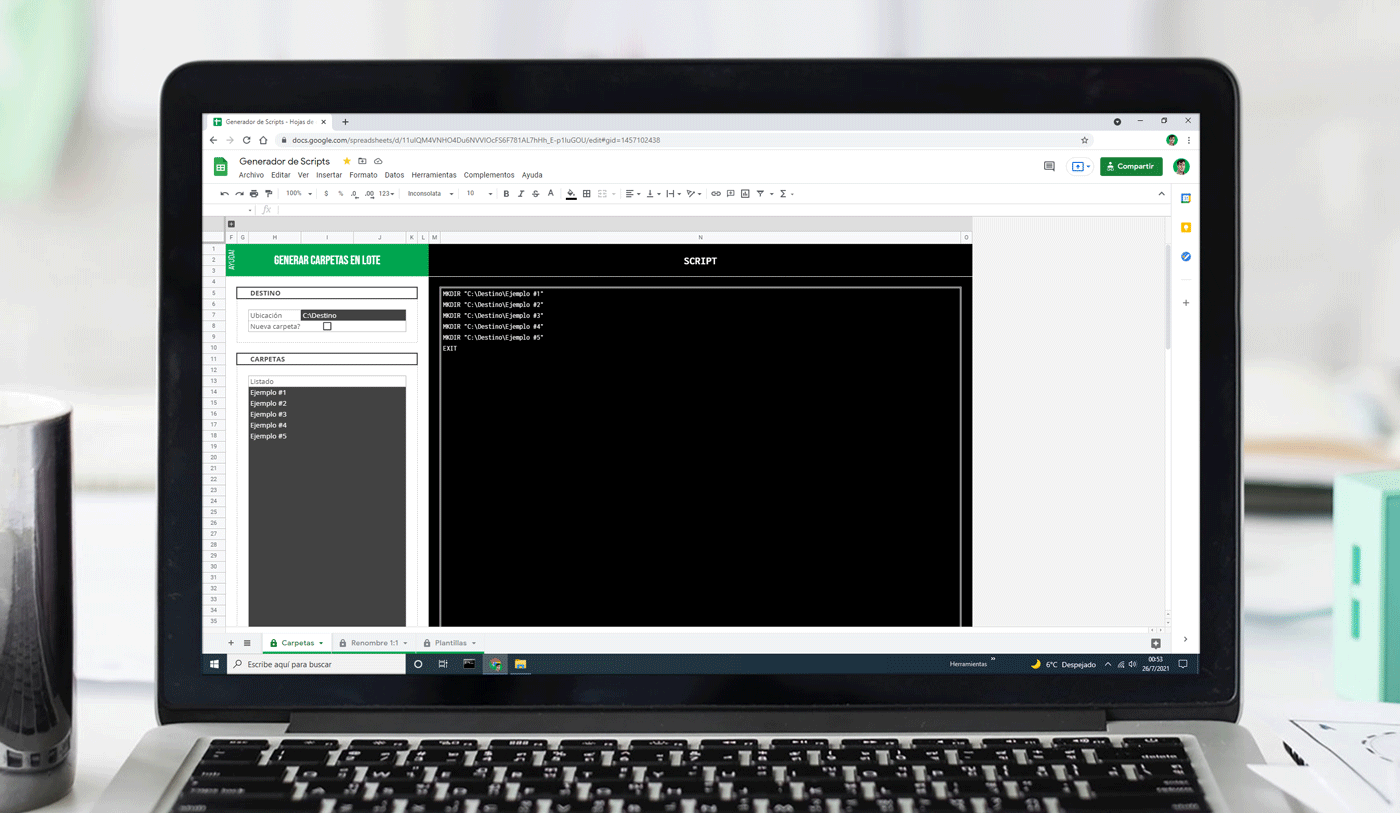 Generador de Scripts - Hojas de
docs.google.com/spreadsheets/d/11uIQM4VNHO4Du6NVVIOcFS6F781AL7hHh_E-p1IuGOU/edit#gid=1457102438
Generador de Scripts
Archivo Editar Ver Insertar Formato Datos Herramientas Complementos Ayuda
Compartir
100% $ % .0 .00 123 Inconsolata 10 B I S A
fx
F G H I J K L M N O
1
2
3
4
5
6
7
8
9
10
11
12
13
14
15
16
17
18
19
20
21
22
23
24
25
26
27
28
29
30
31
32
33
34
35
AYUDA!
GENERAR CARPETAS EN LOTE
DESTINO
Ubicación C:\Destino
Nueva carpeta?
CARPETAS
Listado
Ejemplo #1
Ejemplo #2
Ejemplo #3
Ejemplo #4
Ejemplo #5
SCRIPT
MKDIR "C:\Destino\Ejemplo #1"
MKDIR "C:\Destino\Ejemplo #2"
MKDIR "C:\Destino\Ejemplo #3"
MKDIR "C:\Destino\Ejemplo #4"
MKDIR "C:\Destino\Ejemplo #5"
EXIT
Carpetas Renombre 1:1 Plantillas
Escribe aquí para buscar
Herramientas
6°C Despejado
00:53
26/7/2021